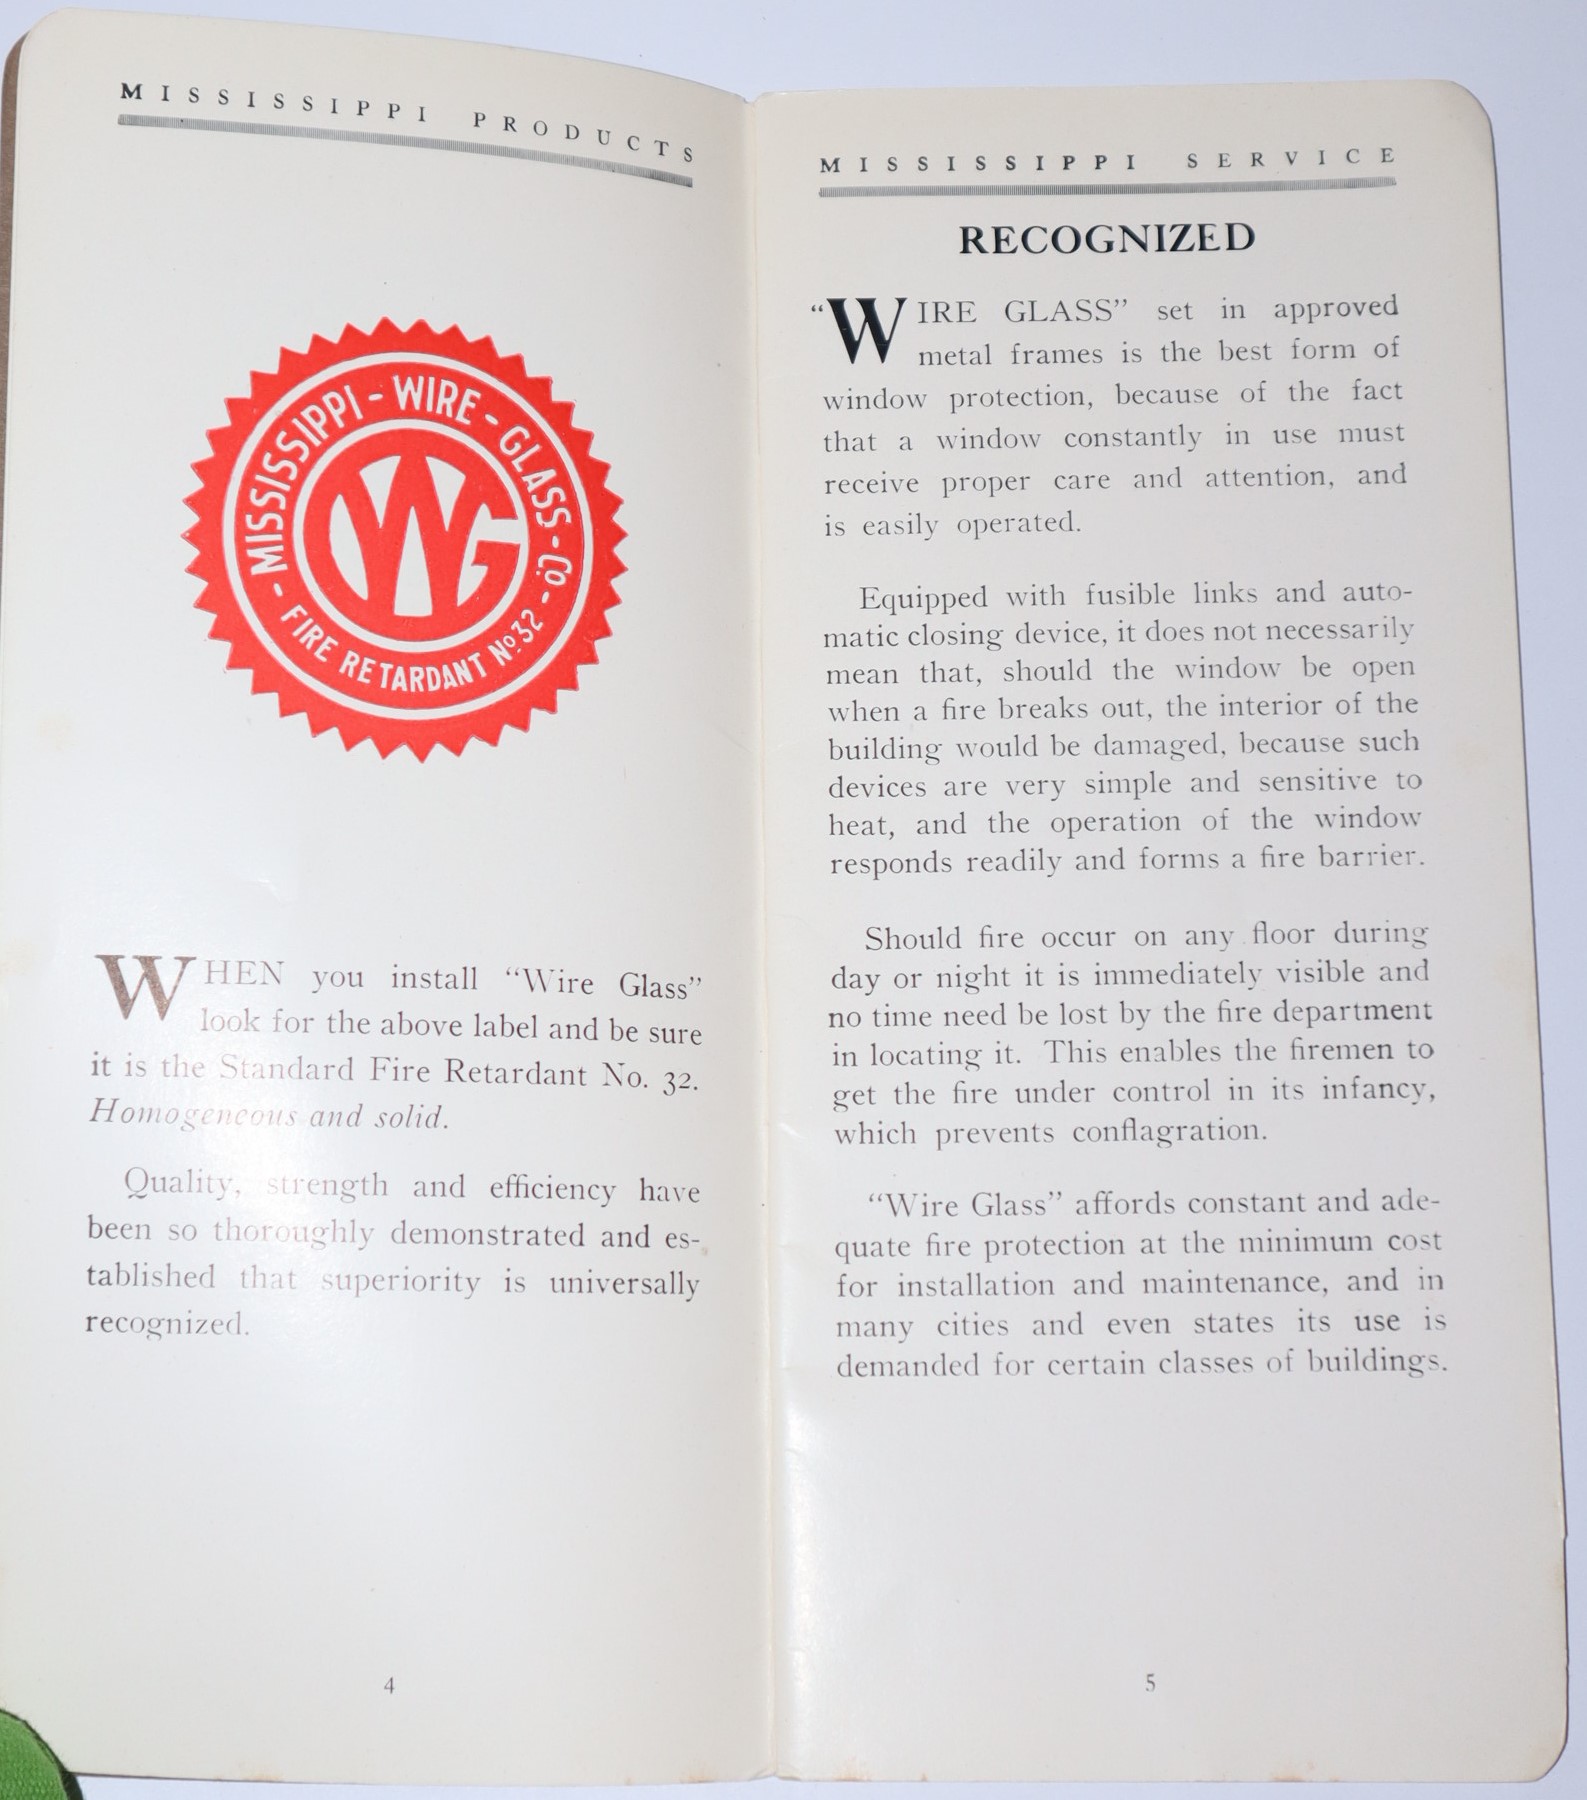 MISSISSIPPI PRODUCTS
- MISSISSIPPI - WIRE - GLASS - Co. -
FIRE RETARDANT No. 32
WG
WHEN you install “Wire Glass”
look for the above label and be sure
it is the Standard Fire Retardant No. 32.
Homogeneous and solid.
Quality, strength and efficiency have
been so thoroughly demonstrated and es-
tablished that superiority is universally
recognized.
4
MISSISSIPPI SERVICE
RECOGNIZED
“WIRE GLASS” set in approved
metal frames is the best form of
window protection, because of the fact
that a window constantly in use must
receive proper care and attention, and
is easily operated.
Equipped with fusible links and auto-
matic closing device, it does not necessarily
mean that, should the window be open
when a fire breaks out, the interior of the
building would be damaged, because such
devices are very simple and sensitive to
heat, and the operation of the window
responds readily and forms a fire barrier.
Should fire occur on any floor during
day or night it is immediately visible and
no time need be lost by the fire department
in locating it. This enables the firemen to
get the fire under control in its infancy,
which prevents conflagration.
“Wire Glass” affords constant and ade-
quate fire protection at the minimum cost
for installation and maintenance, and in
many cities and even states its use is
demanded for certain classes of buildings.
5